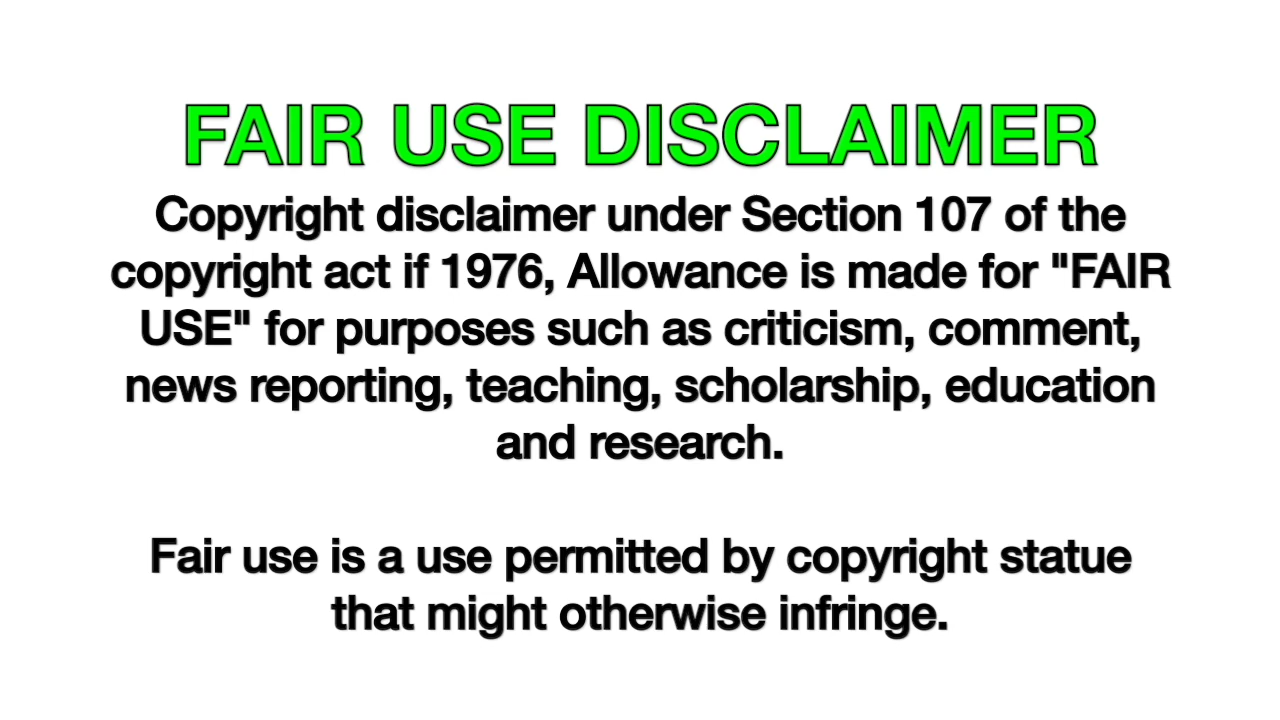 FAIR USE DISCLAIMER
Copyright disclaimer under Section 107 of the
copyright act if 1976, Allowance is made for "FAIR
USE" for purposes such as criticism, comment,
news reporting, teaching, scholarship, education
and research.
Fair use is a use permitted by copyright statue
that might otherwise infringe.